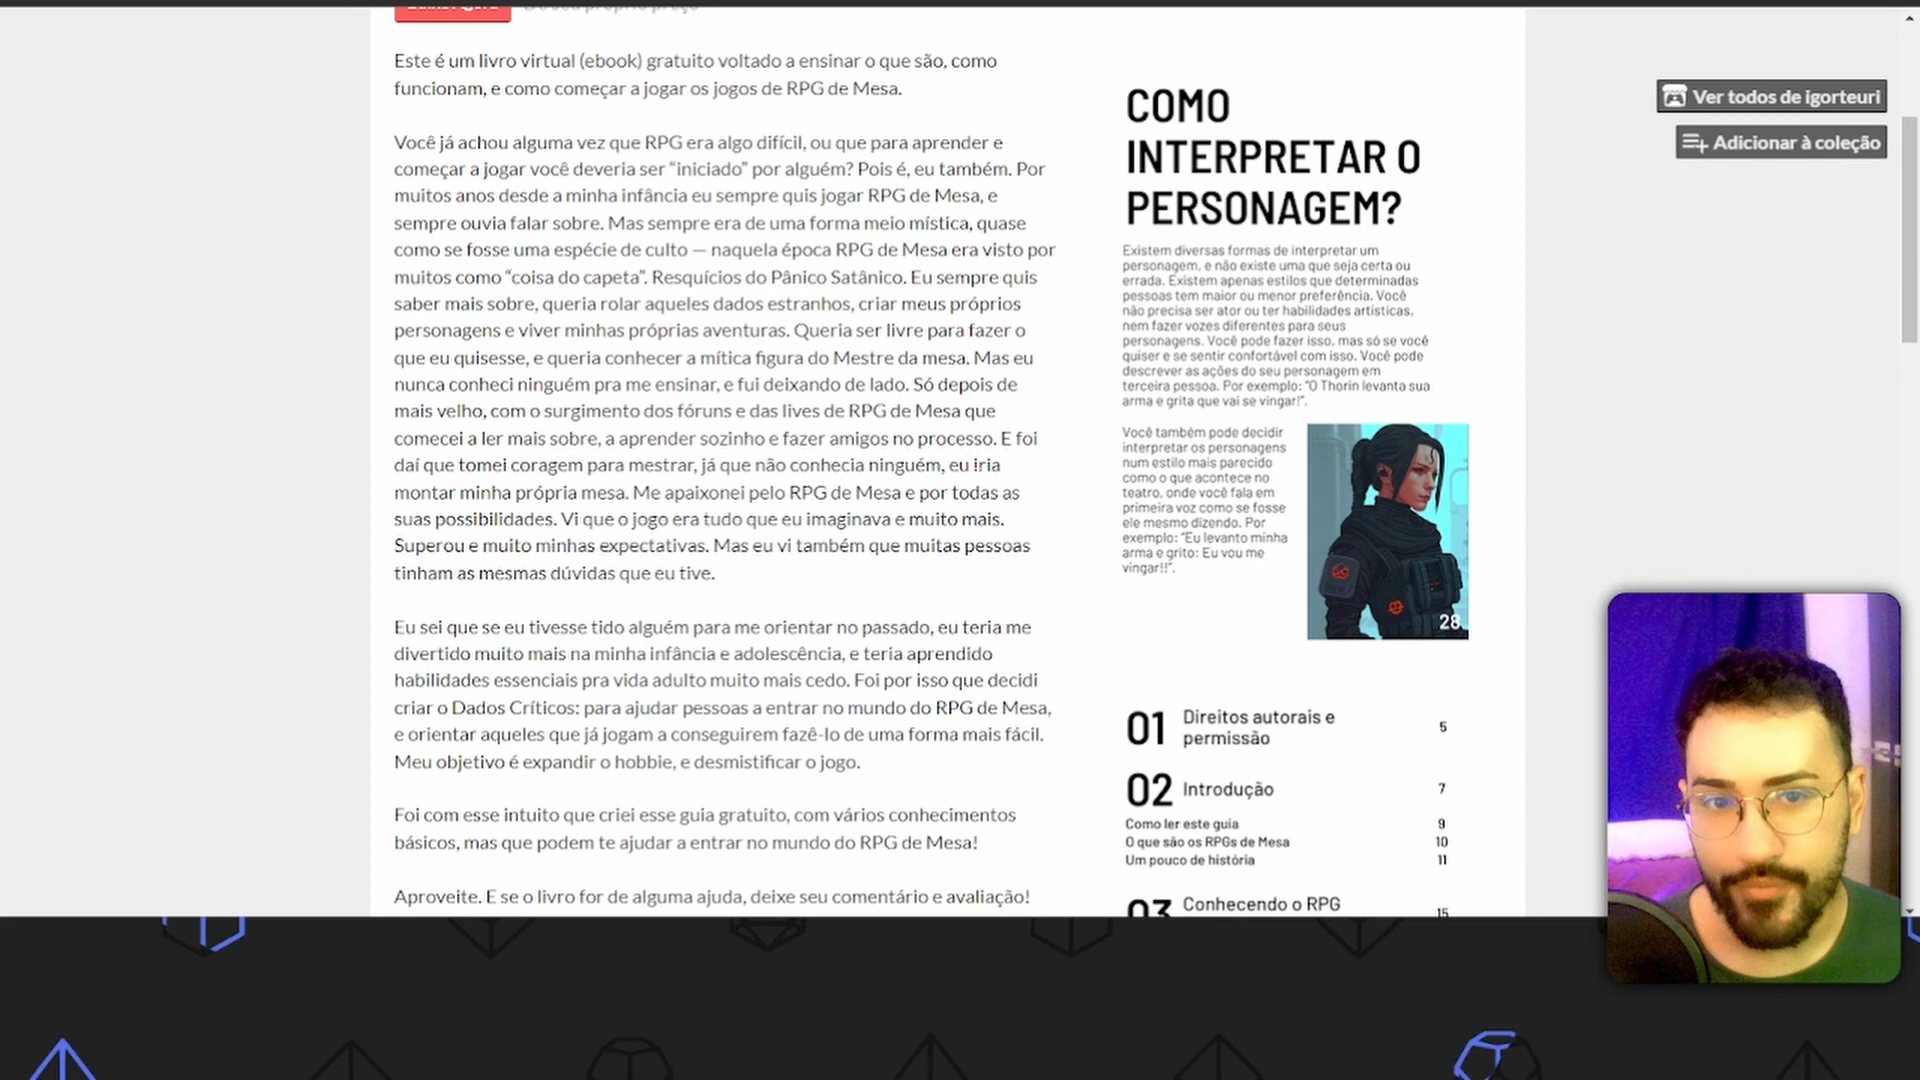 Este é um livro virtual (ebook) gratuito voltado a ensinar o que são, como
funcionam, e como começar a jogar os jogos de RPG de Mesa.
Você já achou alguma vez que RPG era algo difícil, ou que para aprender e
começar a jogar você deveria ser “iniciado” por alguém? Pois é, eu também. Por
muitos anos desde a minha infância eu sempre quis jogar RPG de Mesa, e
sempre ouvia falar sobre. Mas sempre era de uma forma meio mística, quase
como se fosse uma espécie de culto — naquela época RPG de Mesa era visto por
muitos como “coisa do capeta”. Resquícios do Pânico Satânico. Eu sempre quis
saber mais sobre, queria rolar aqueles dados estranhos, criar meus próprios
personagens e viver minhas próprias aventuras. Queria ser livre para fazer o
que eu quisesse, e queria conhecer a mítica figura do Mestre da mesa. Mas eu
nunca conheci ninguém pra me ensinar, e fui deixando de lado. Só depois de
mais velho, com o surgimento dos fóruns e das lives de RPG de Mesa que
comecei a ler mais sobre, a aprender sozinho e fazer amigos no processo. E foi
daí que tomei coragem para mestrar, já que não conhecia ninguém, eu iria
montar minha própria mesa. Me apaixonei pelo RPG de Mesa e por todas as
suas possibilidades. Vi que o jogo era tudo que eu imaginava e muito mais.
Superou e muito minhas expectativas. Mas eu vi também que muitas pessoas
tinham as mesmas dúvidas que eu tive.
Eu sei que se eu tivesse tido alguém para me orientar no passado, eu teria me
divertido muito mais na minha infância e adolescência, e teria aprendido
habilidades essenciais pra vida adulto muito mais cedo. Foi por isso que decidi
criar o Dados Críticos: para ajudar pessoas a entrar no mundo do RPG de Mesa,
e orientar aqueles que já jogam a conseguirem fazê-lo de uma forma mais fácil.
Meu objetivo é expandir o hobbie, e desmistificar o jogo.
Foi com esse intuito que criei esse guia gratuito, com vários conhecimentos
básicos, mas que podem te ajudar a entrar no mundo do RPG de Mesa!
Aproveite. E se o livro for de alguma ajuda, deixe seu comentário e avaliação!
COMO
INTERPRETAR O
PERSONAGEM?
Existem diversas formas de interpretar um
personagem, e não existe uma que seja certa ou
errada. Existem apenas estilos que determinadas
pessoas tem maior ou menor preferência. Você
não precisa ser ator ou ter habilidades artísticas,
nem fazer vozes diferentes para seus
personagens. Você pode fazer isso, mas só se você
quiser e se sentir confortável com isso. Você pode
descrever as ações do seu personagem em
terceira pessoa. Por exemplo: “O Thorin levanta sua
arma e grita que vai se vingar!”.
Você também pode decidir
interpretar os personagens
num estilo mais parecido
como o que acontece no
teatro, onde você fala em
primeira voz como se fosse
ele mesmo dizendo. Por
exemplo: “Eu levanto minha
arma e grito: Eu vou me
vingar!!”.
28
01 Direitos autorais e
permissão 5
02 Introdução 7
Como ler este guia 9
O que são os RPGs de Mesa 10
Um pouco de história 11
03 Conhecendo o RPG 15
Ver todos de igorteuri
Adicionar à coleção